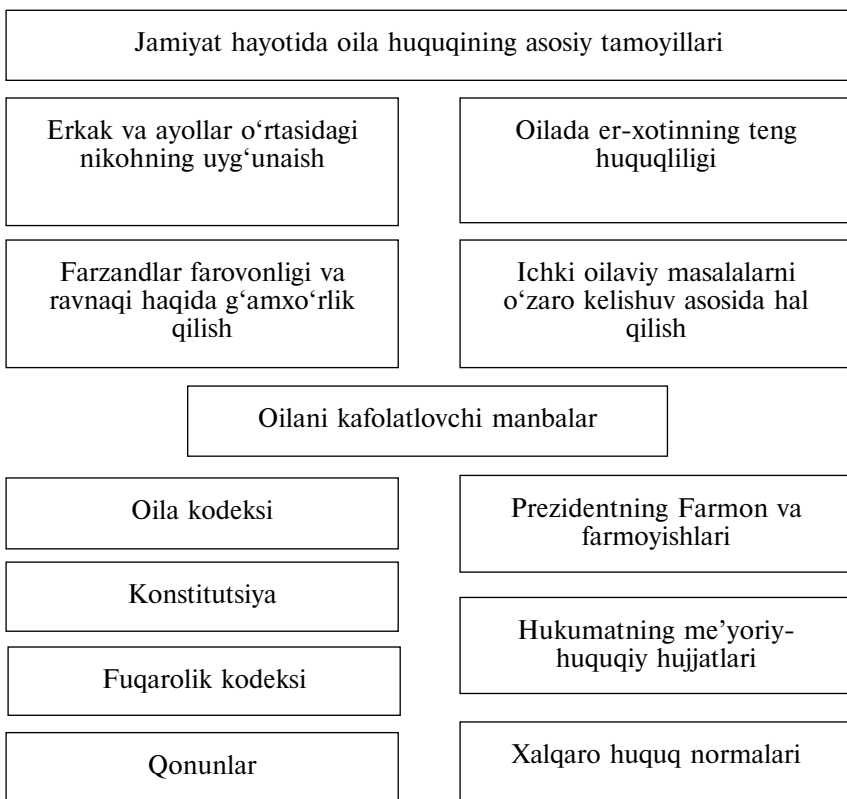 Jamiyat hayotida oila huquqining asosiy tamoyillari
Erkak va ayollar o‘rtasidagi
nikohning uyg‘unaish
Oilada er-xotinning teng
huquqliligi
Farzandlar farovonligi va
ravnaqi haqida g‘amxo‘rlik
qilish
Ichki oilaviy masalalarni
o‘zaro kelishuv asosida hal
qilish
Oilani kafolatlovchi manbalar
Oila kodeksi
Prezidentning Farmon va
farmoyishlari
Konstitutsiya
Hukumatning me’yoriy-
huquqiy hujjatlari
Fuqarolik kodeksi
Qonunlar
Xalqaro huquq normalari